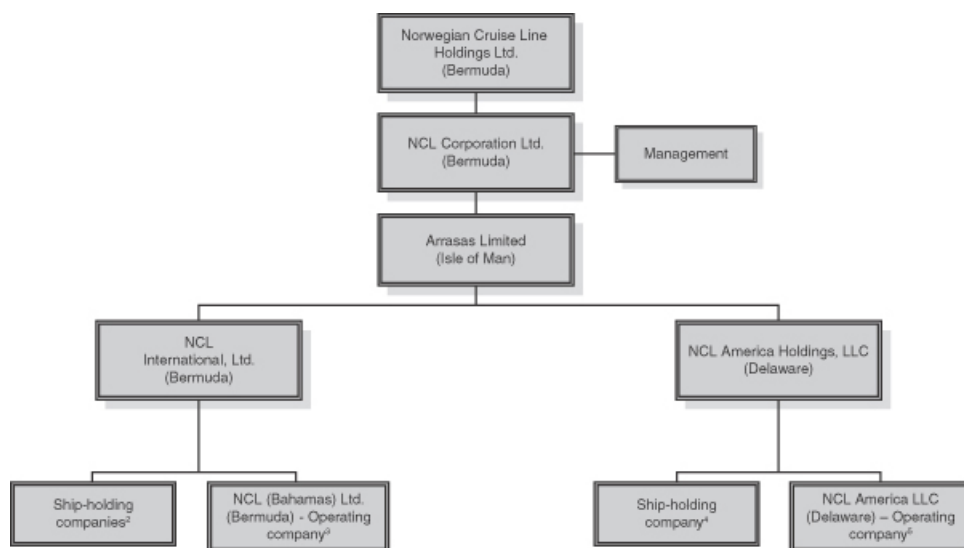 Norwegian Cruise Line
Holdings Ltd.
(Bermuda)
NCL Corporation Ltd.
(Bermuda)
Management
Arrasas Limited
(Isle of Man)
NCL
International, Ltd.
(Bermuda)
NCL America Holdings, LLC
(Delaware)
Ship-holding
companies²
NCL (Bahamas) Ltd.
(Bermuda) - Operating
company³
Ship-holding
company⁴
NCL America LLC
(Delaware) – Operating
company⁵